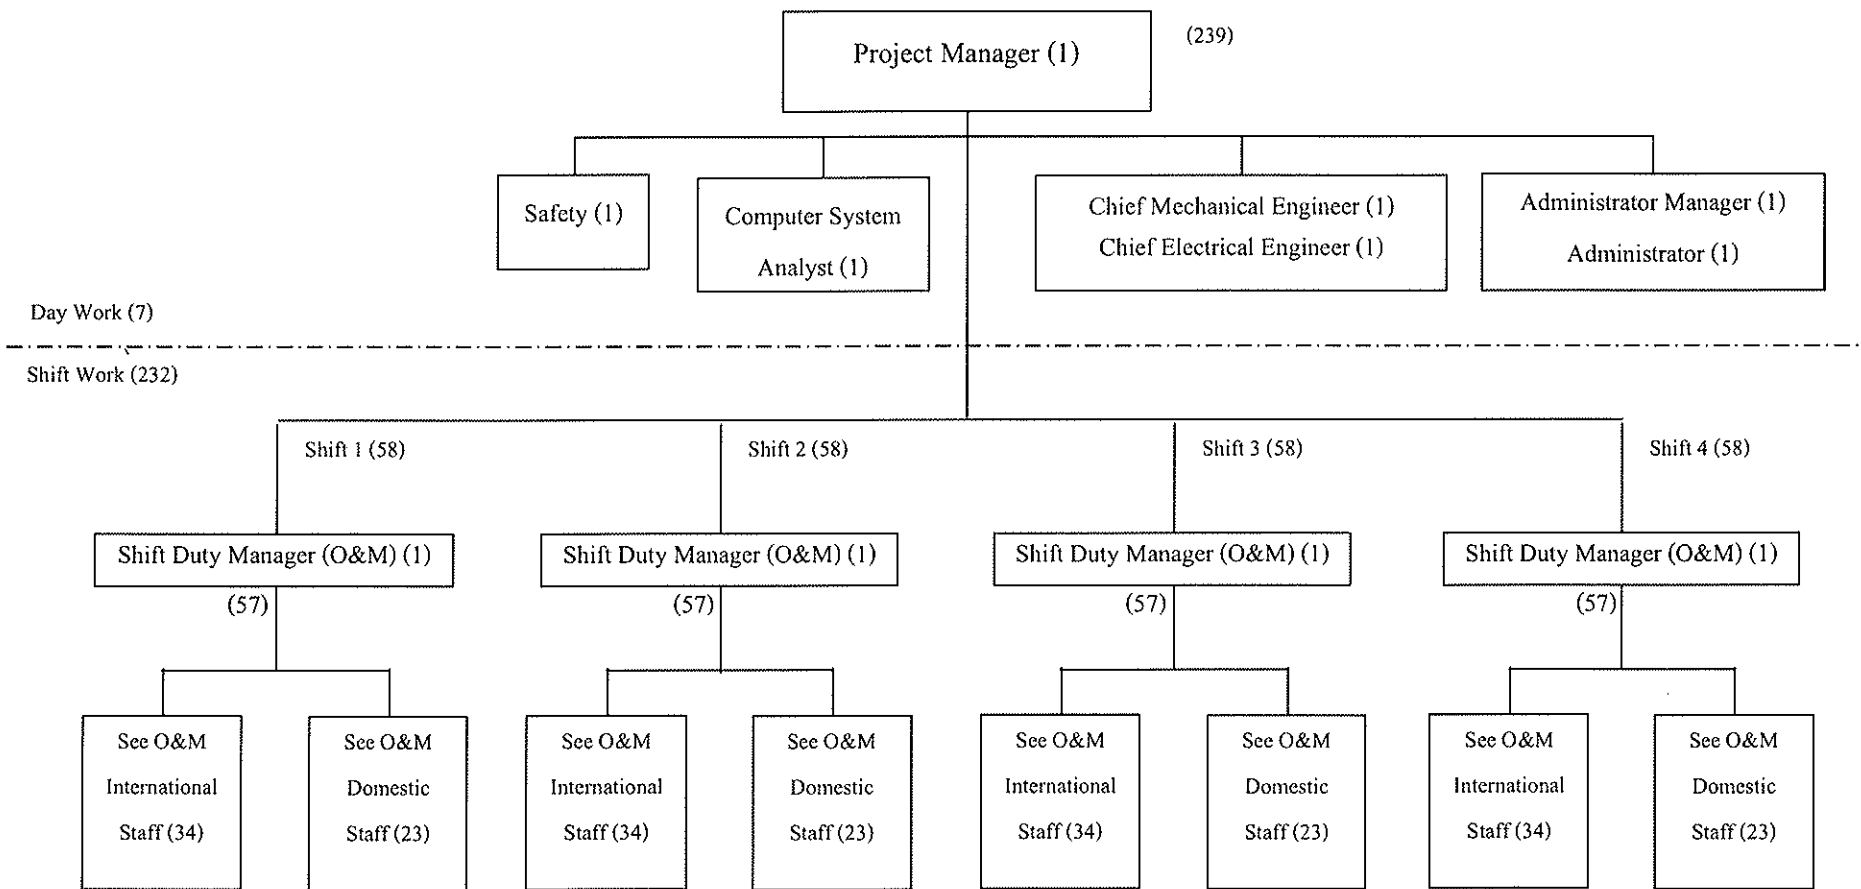 Project Manager (1)
(239)
Safety (1)
Computer System
Analyst (1)
Chief Mechanical Engineer (1)
Chief Electrical Engineer (1)
Administrator Manager (1)
Administrator (1)
Day Work (7)
Shift Work (232)
Shift 1 (58)
Shift 2 (58)
Shift 3 (58)
Shift 4 (58)
Shift Duty Manager (O&M) (1)
(57)
Shift Duty Manager (O&M) (1)
(57)
Shift Duty Manager (O&M) (1)
(57)
Shift Duty Manager (O&M) (1)
(57)
See O&M
International
Staff (34)
See O&M
Domestic
Staff (23)
See O&M
International
Staff (34)
See O&M
Domestic
Staff (23)
See O&M
International
Staff (34)
See O&M
Domestic
Staff (23)
See O&M
International
Staff (34)
See O&M
Domestic
Staff (23)